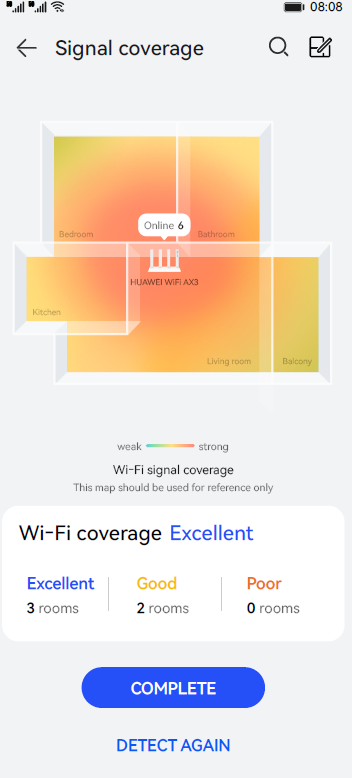 08:08
Signal coverage
Online 6
Bedroom
Bathroom
HUAWEI WiFi AX3
Kitchen
Living room
Balcony
weak strong
Wi-Fi signal coverage
This map should be used for reference only
Wi-Fi coverage Excellent
Excellent Good Poor
3 rooms 2 rooms 0 rooms
COMPLETE
DETECT AGAIN